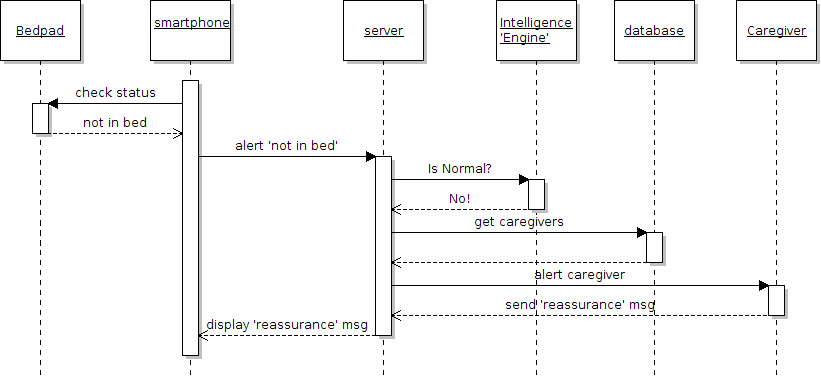 Bedpad
smartphone
server
Intelligence
'Engine'
database
Caregiver
check status
not in bed
alert 'not in bed'
Is Normal?
No!
get caregivers
alert caregiver
send 'reassurance' msg
display 'reassurance' msg